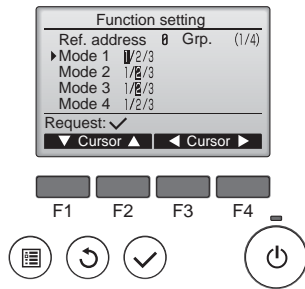 Function setting
Ref. address 0 Grp. (1/4)
Mode 1 1/2/3
Mode 2 1/2/3
Mode 3 1/2/3
Mode 4 1/2/3
Request: ✓
▼ Cursor ▲ ◀ Cursor ▶
F1 F2 F3 F4